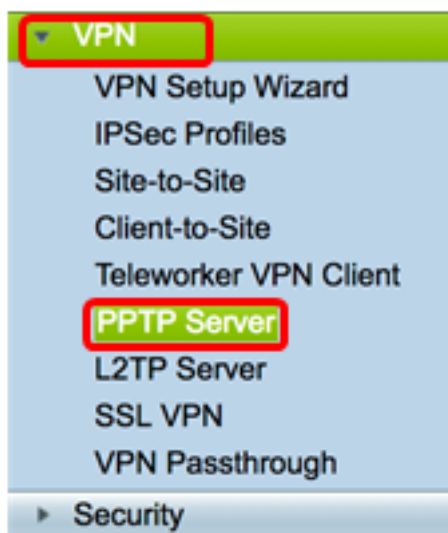 VPN
VPN Setup Wizard
IPSec Profiles
Site-to-Site
Client-to-Site
Teleworker VPN Client
PPTP Server
L2TP Server
SSL VPN
VPN Passthrough
Security